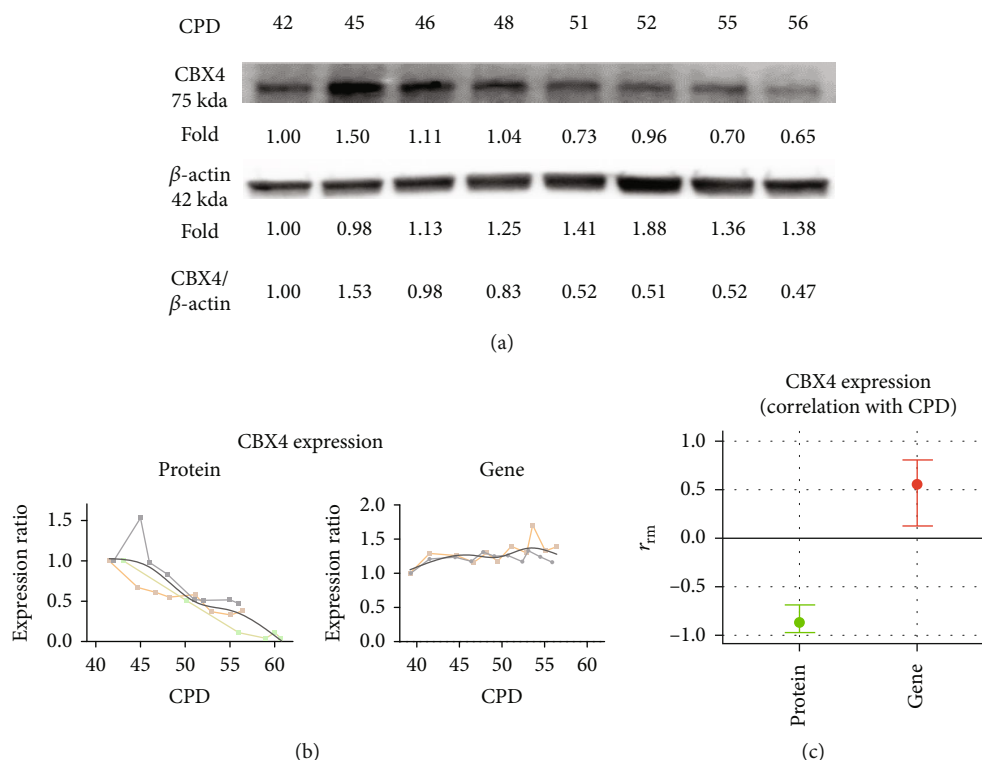 CPD 42 45 46 48 51 52 55 56
CBX4
75 kda
Fold 1.00 1.50 1.11 1.04 0.73 0.96 0.70 0.65
β-actin
42 kda
Fold 1.00 0.98 1.13 1.25 1.41 1.88 1.36 1.38
CBX4/
β-actin 1.00 1.53 0.98 0.83 0.52 0.51 0.52 0.47
(a)
CBX4 expression
Protein
Expression ratio
1.5
1.0
0.5
0.0
40 45 50 55 60
CPD
Gene
Expression ratio
2.0
1.5
1.0
0.5
0.0
40 45 50 55 60
CPD
(b)
CBX4 expression
(correlation with CPD)
r_rm
1.0
0.5
0.0
−0.5
−1.0
Protein
Gene
(c)